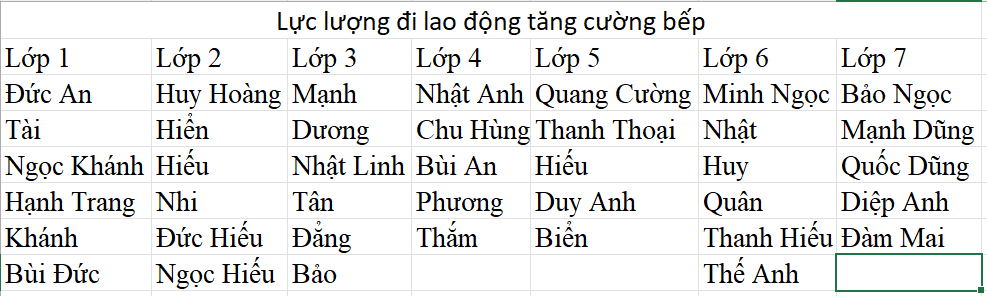 Lực lượng đi lao động tăng cường bếp
Lớp 1 Lớp 2 Lớp 3 Lớp 4 Lớp 5 Lớp 6 Lớp 7
Đức An Huy Hoàng Mạnh Nhật Anh Quang Cường Minh Ngọc Bảo Ngọc
Tài Hiển Dương Chu Hùng Thanh Thoại Nhật Mạnh Dũng
Ngọc Khánh Hiếu Nhật Linh Bùi An Hiếu Huy Quốc Dũng
Hạnh Trang Nhi Tân Phương Duy Anh Quân Diệp Anh
Khánh Đức Hiếu Đẳng Thắm Biển Thanh Hiếu Đàm Mai
Bùi Đức Ngọc Hiếu Bảo Thế Anh